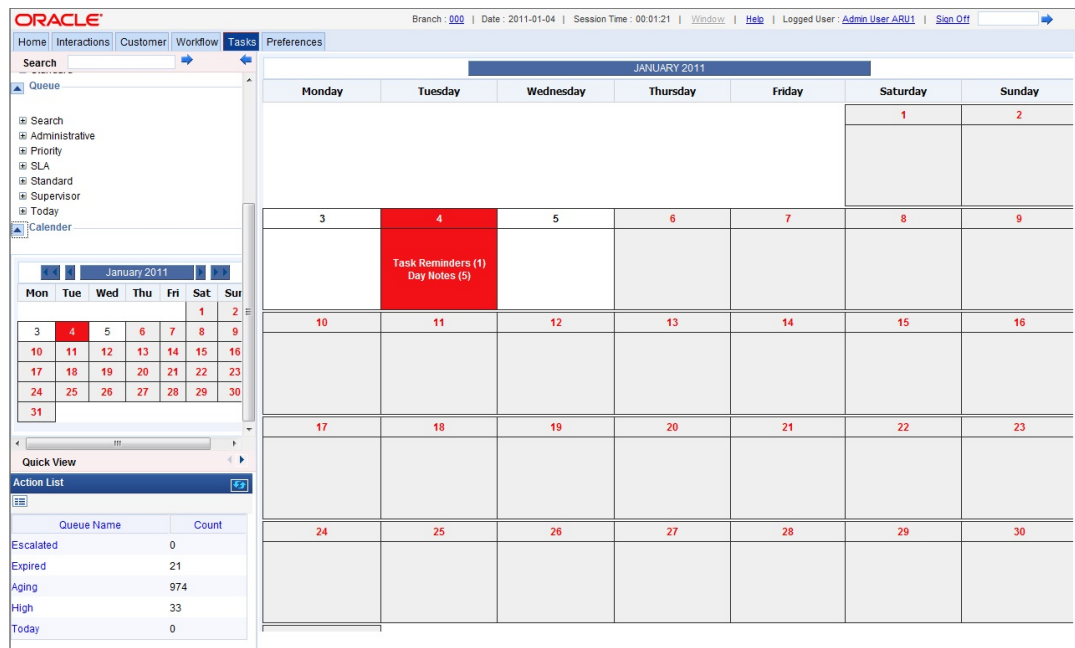 ORACLE
Branch : 000 | Date : 2011-01-04 | Session Time : 00:01:21 | Window | Help | Logged User : Admin User ARU1 | Sign Off
Home Interactions Customer Workflow Tasks Preferences
Search
Queue
Search
Administrative
Priority
SLA
Standard
Supervisor
Today
Calender
January 2011
Mon Tue Wed Thu Fri Sat Sun
1 2
3 4 5 6 7 8 9
10 11 12 13 14 15 16
17 18 19 20 21 22 23
24 25 26 27 28 29 30
31
Quick View
Action List
Queue Name Count
Escalated 0
Expired 21
Aging 974
High 33
Today 0
JANUARY 2011
Monday Tuesday Wednesday Thursday Friday Saturday Sunday
1 2
3 4 5 6 7 8 9
Task Reminders (1)
Day Notes (5)
10 11 12 13 14 15 16
17 18 19 20 21 22 23
24 25 26 27 28 29 30